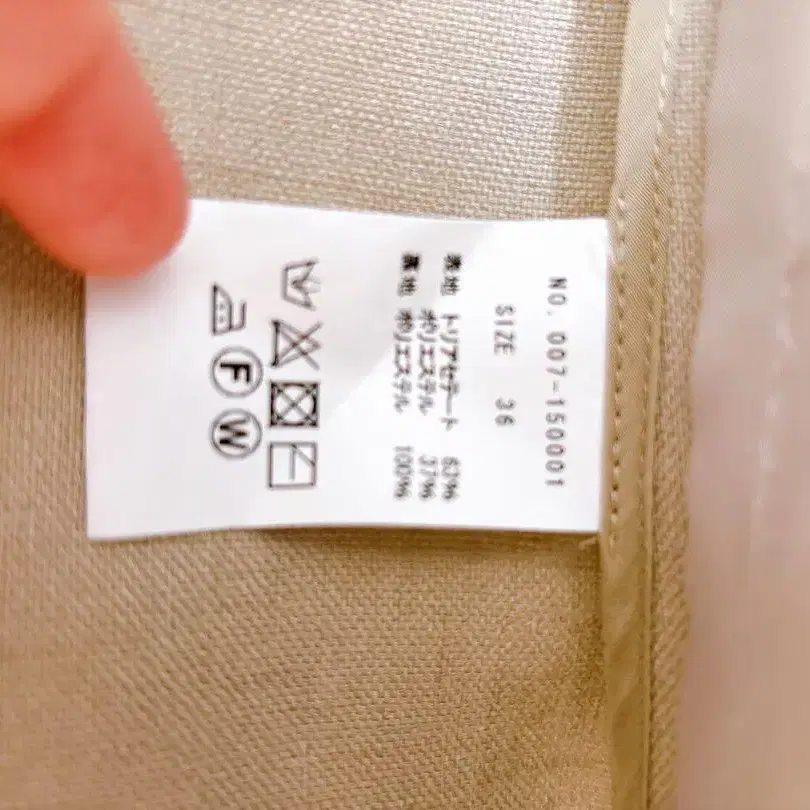 NO. 007-150001
SIZE 36
表地 トリアセテート 63%
ポリエステル 37%
裏地 ポリエステル 100%
F
W